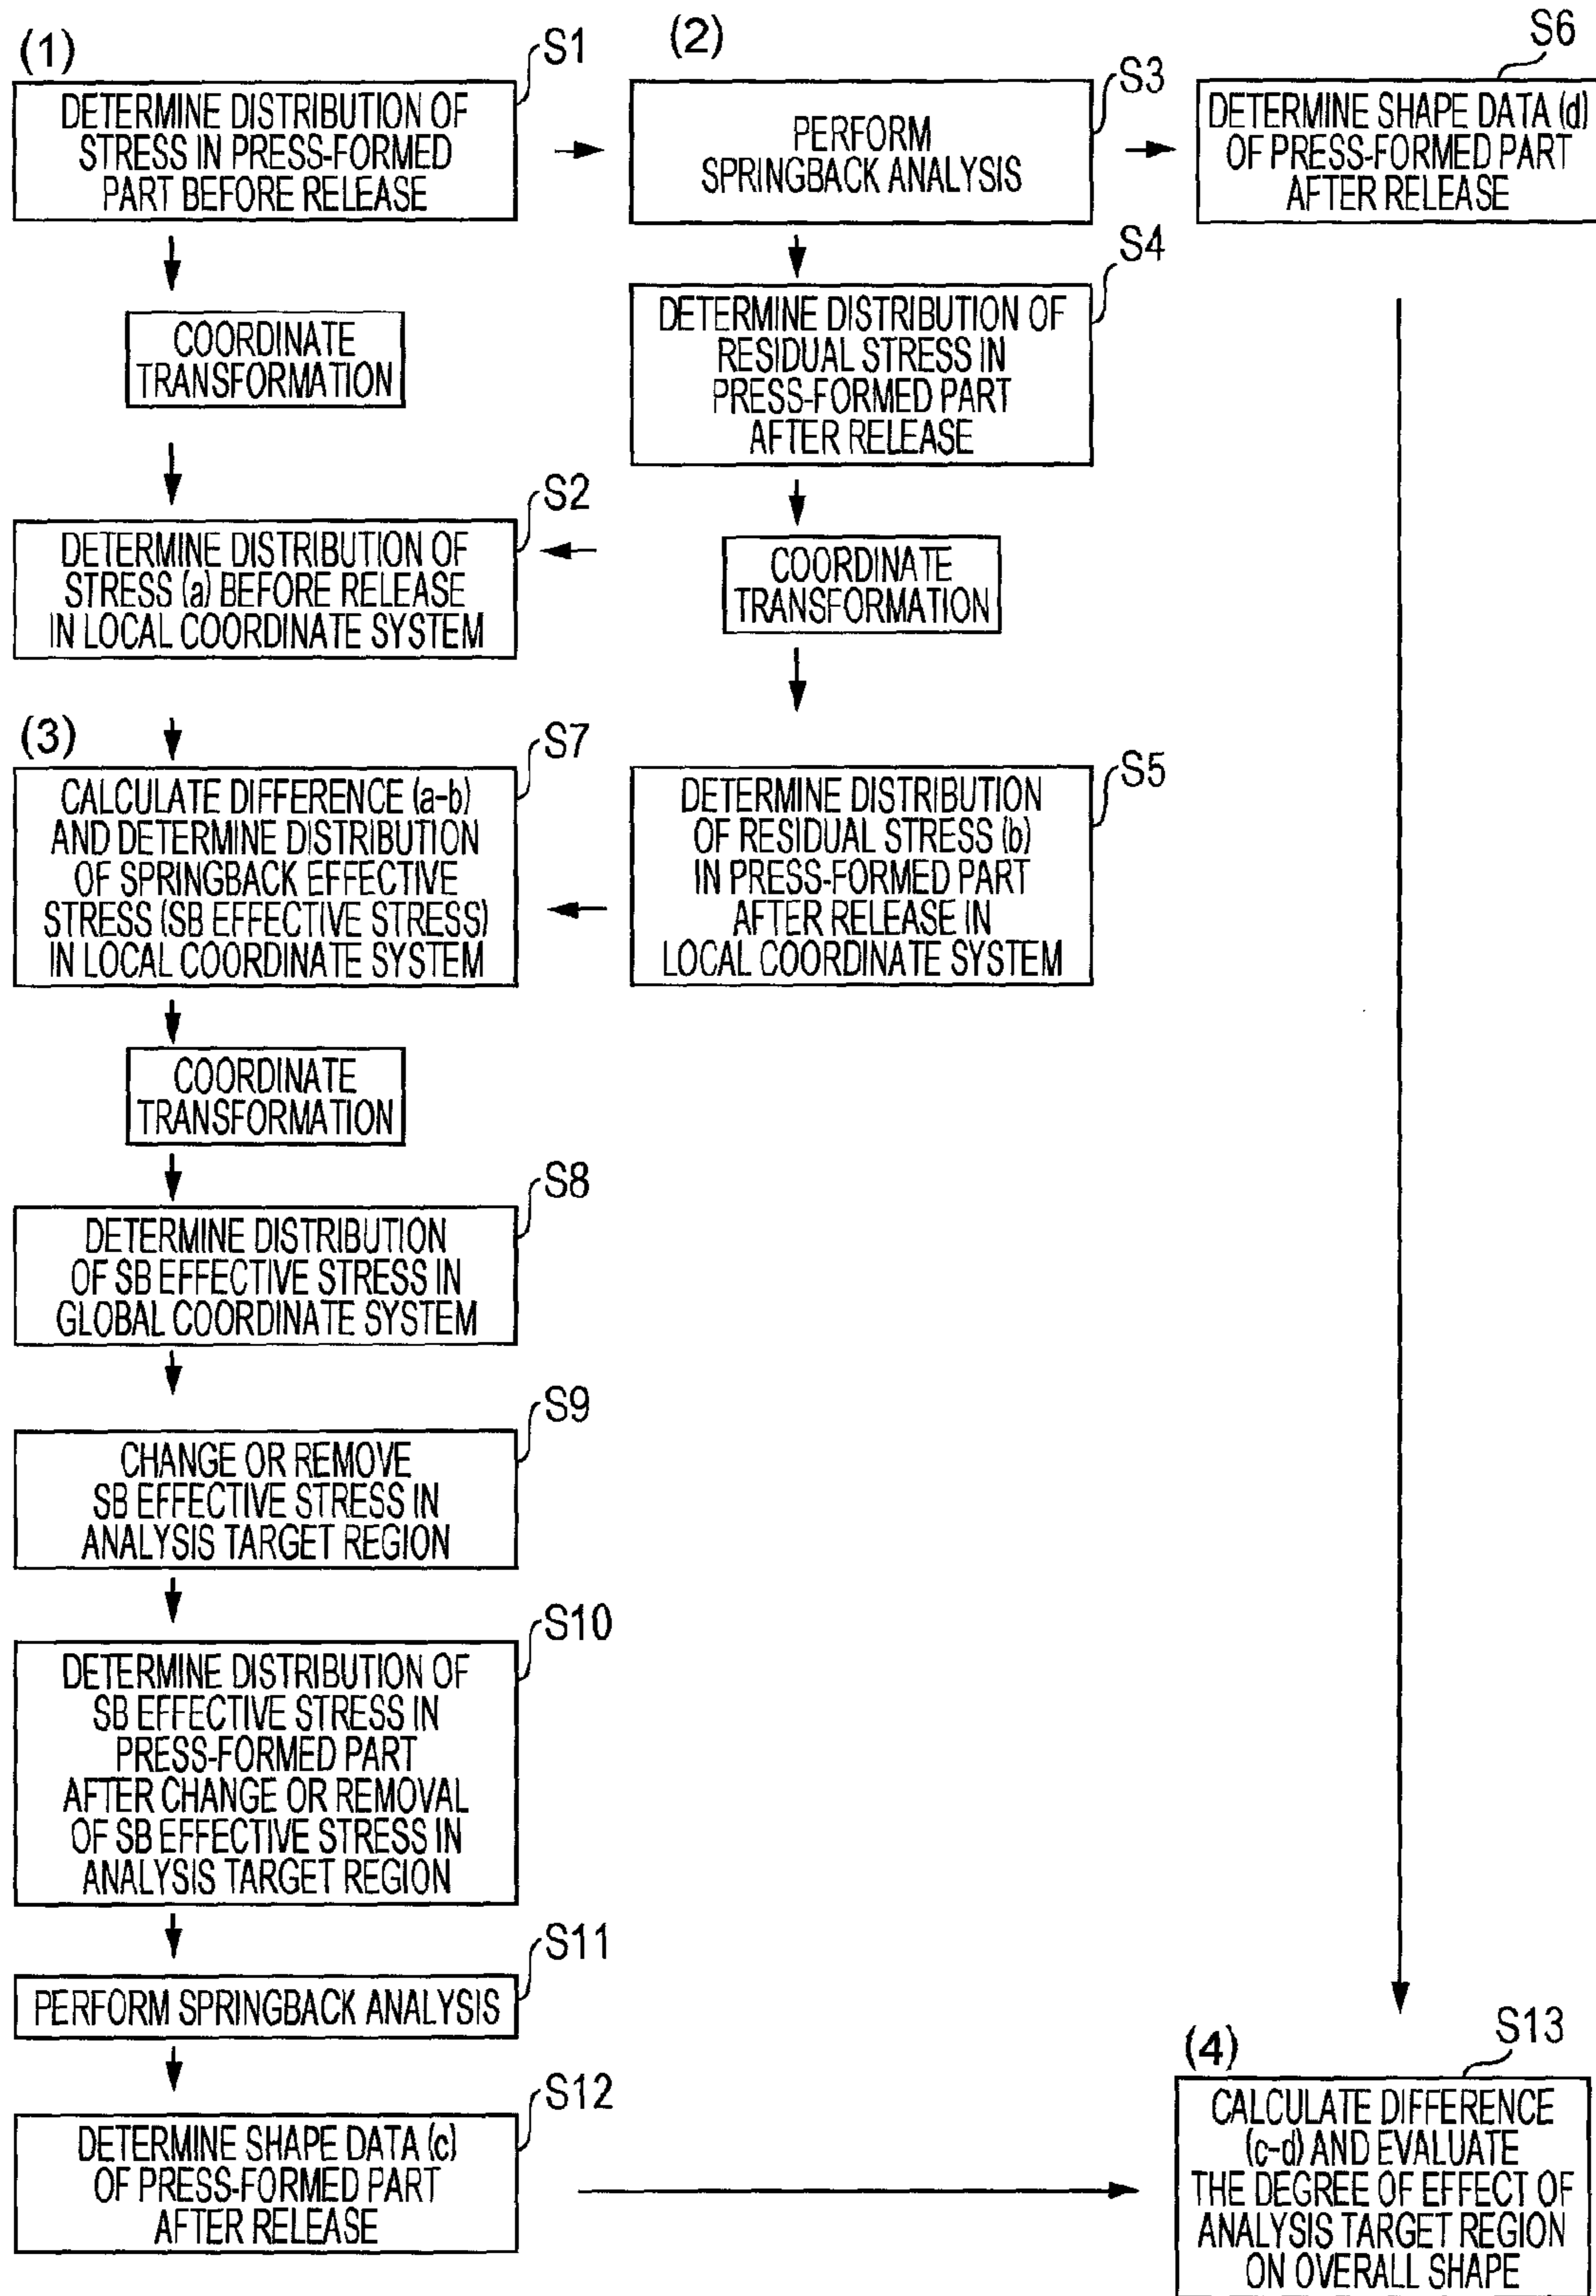 (1)
S1
DETERMINE DISTRIBUTION OF
STRESS IN PRESS-FORMED
PART BEFORE RELEASE
COORDINATE
TRANSFORMATION
S2
DETERMINE DISTRIBUTION OF
STRESS (a) BEFORE RELEASE
IN LOCAL COORDINATE SYSTEM
(2)
S3
PERFORM
SPRINGBACK ANALYSIS
S4
DETERMINE DISTRIBUTION OF
RESIDUAL STRESS IN
PRESS-FORMED PART
AFTER RELEASE
COORDINATE
TRANSFORMATION
S5
DETERMINE DISTRIBUTION
OF RESIDUAL STRESS (b)
IN PRESS-FORMED PART
AFTER RELEASE IN
LOCAL COORDINATE SYSTEM
S6
DETERMINE SHAPE DATA (d)
OF PRESS-FORMED PART
AFTER RELEASE
(3)
S7
CALCULATE DIFFERENCE (a-b)
AND DETERMINE DISTRIBUTION
OF SPRINGBACK EFFECTIVE
STRESS (SB EFFECTIVE STRESS)
IN LOCAL COORDINATE SYSTEM
COORDINATE
TRANSFORMATION
S8
DETERMINE DISTRIBUTION
OF SB EFFECTIVE STRESS IN
GLOBAL COORDINATE SYSTEM
S9
CHANGE OR REMOVE
SB EFFECTIVE STRESS IN
ANALYSIS TARGET REGION
S10
DETERMINE DISTRIBUTION OF
SB EFFECTIVE STRESS IN
PRESS-FORMED PART
AFTER CHANGE OR REMOVAL
OF SB EFFECTIVE STRESS IN
ANALYSIS TARGET REGION
S11
PERFORM SPRINGBACK ANALYSIS
S12
DETERMINE SHAPE DATA (c)
OF PRESS-FORMED PART
AFTER RELEASE
(4)
S13
CALCULATE DIFFERENCE
(c-d) AND EVALUATE
THE DEGREE OF EFFECT OF
ANALYSIS TARGET REGION
ON OVERALL SHAPE